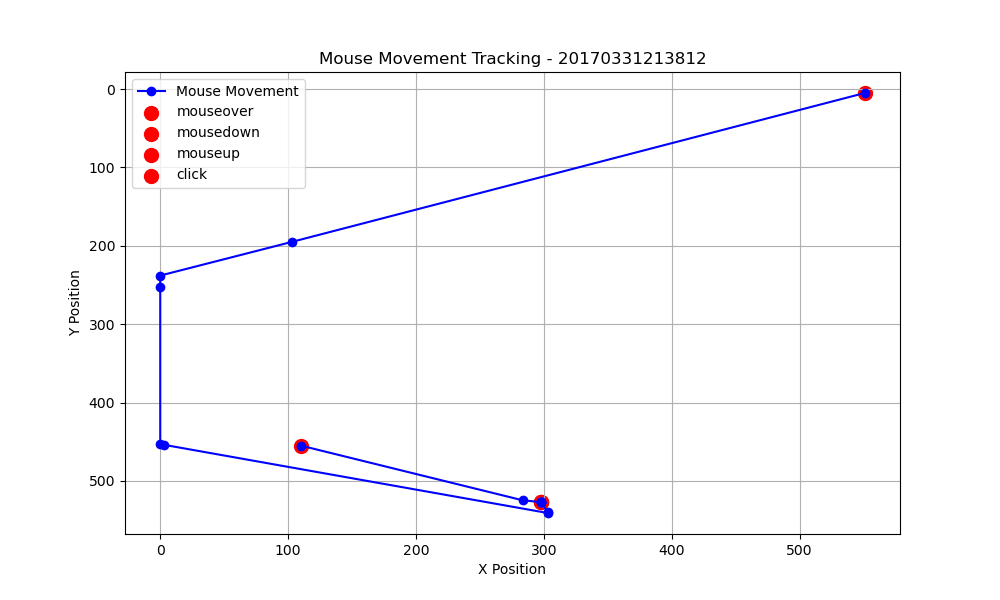 Mouse Movement Tracking - 20170331213812
Mouse Movement
mouseover
mousedown
mouseup
click
0
100
200
300
400
500
Y Position
0 100 200 300 400 500
X Position